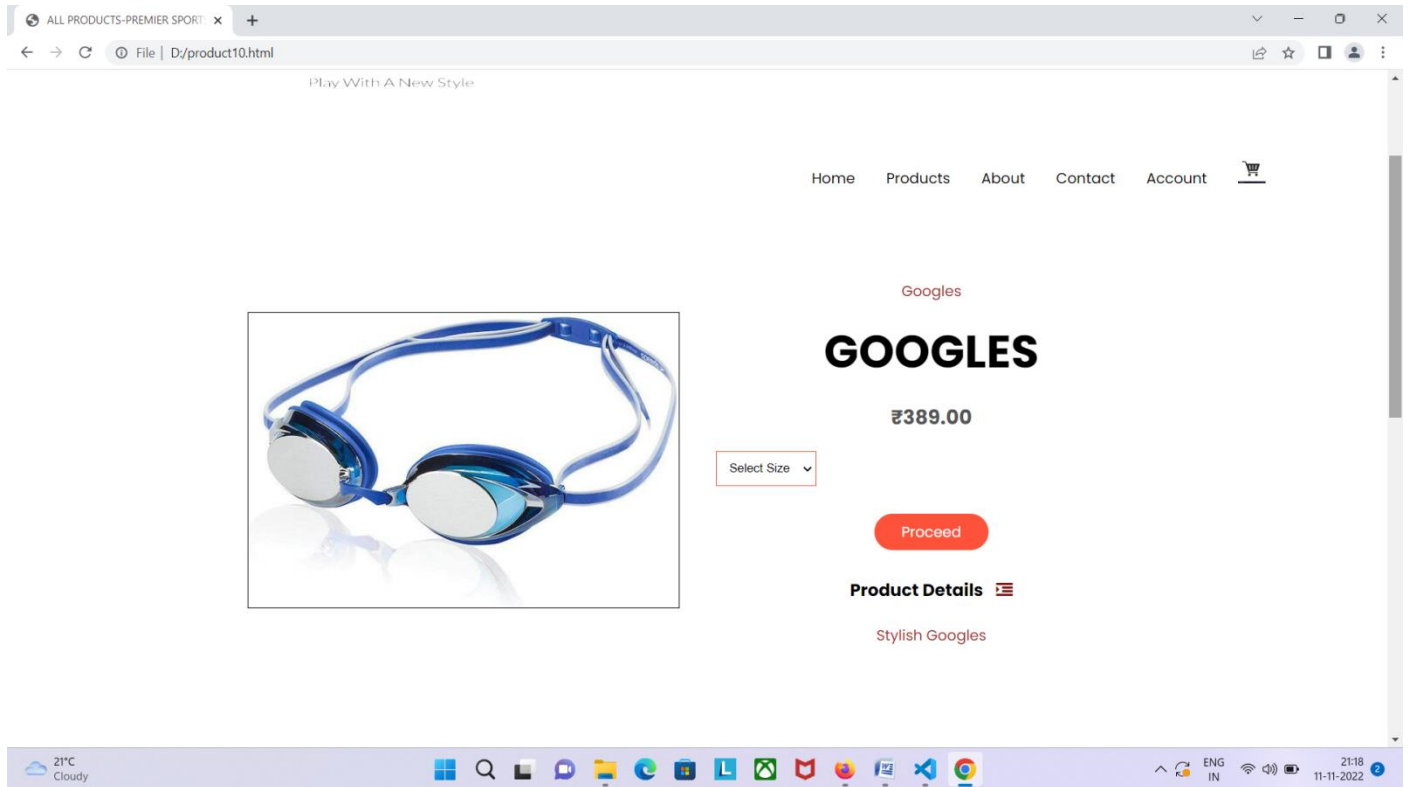 ALL PRODUCTS-PREMIER SPORT
File | D:/product10.html
Play With A New Style
Home Products About Contact Account
Googles
GOOGLES
₹389.00
Select Size
Proceed
Product Details
Stylish Googles
21°C
Cloudy
ENG
IN
21:18
11-11-2022
2